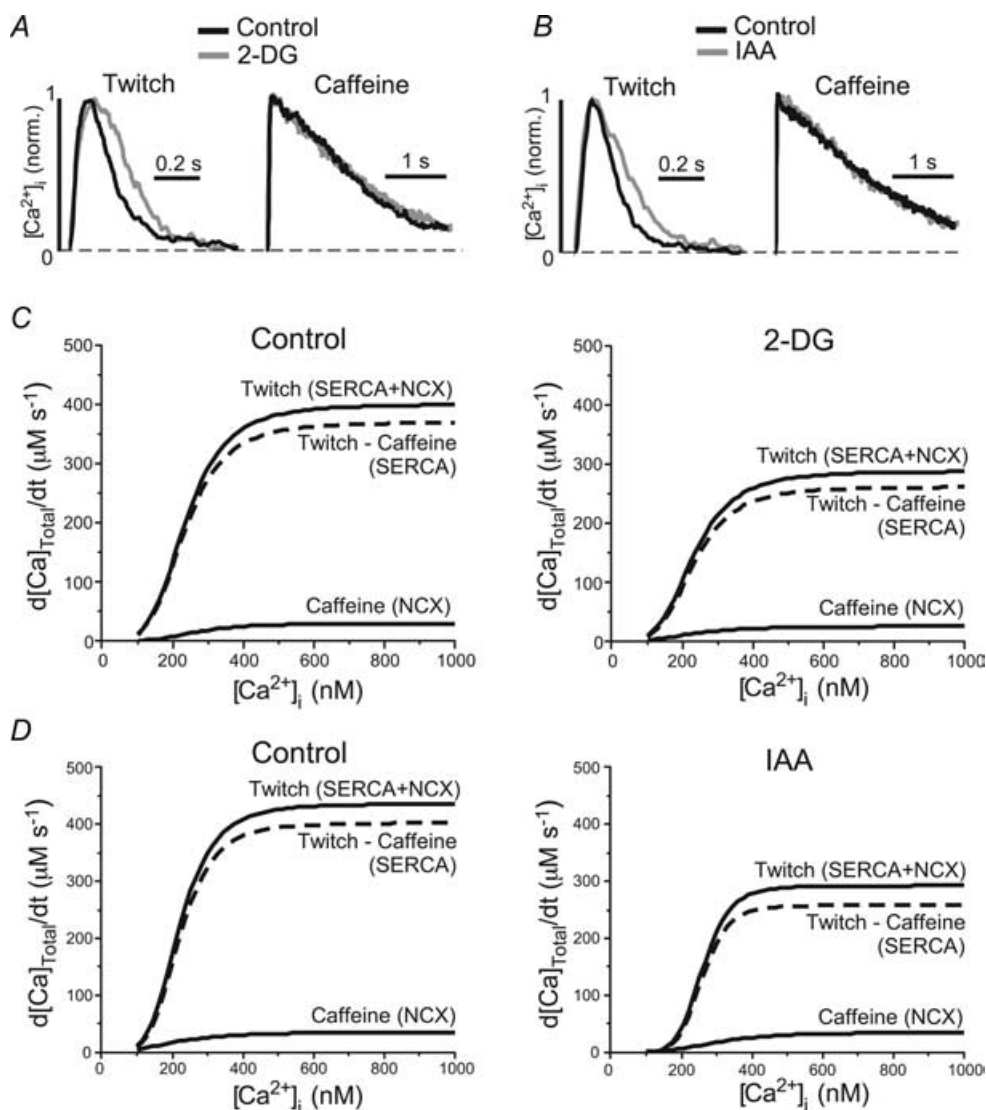 A
Control
2-DG
Twitch
Caffeine
[Ca2+]i (norm.)
1
0
0.2 s
1 s
B
Control
IAA
Twitch
Caffeine
[Ca2+]i (norm.)
1
0
0.2 s
1 s
C
Control
d[Ca]Total/dt (µM s-1)
500
400
300
200
100
0
Twitch (SERCA+NCX)
Twitch - Caffeine
(SERCA)
Caffeine (NCX)
0 200 400 600 800 1000
[Ca2+]i (nM)
2-DG
d[Ca]Total/dt (µM s-1)
500
400
300
200
100
0
Twitch (SERCA+NCX)
Twitch - Caffeine
(SERCA)
Caffeine (NCX)
0 200 400 600 800 1000
[Ca2+]i (nM)
D
Control
d[Ca]Total/dt (µM s-1)
500
400
300
200
100
0
Twitch (SERCA+NCX)
Twitch - Caffeine
(SERCA)
Caffeine (NCX)
0 200 400 600 800 1000
[Ca2+]i (nM)
IAA
d[Ca]Total/dt (µM s-1)
500
400
300
200
100
0
Twitch (SERCA+NCX)
Twitch - Caffeine
(SERCA)
Caffeine (NCX)
0 200 400 600 800 1000
[Ca2+]i (nM)